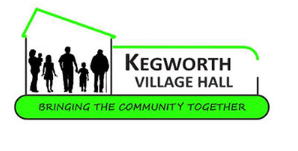 KEGWORTH
VILLAGE HALL
BRINGING THE COMMUNITY TOGETHER